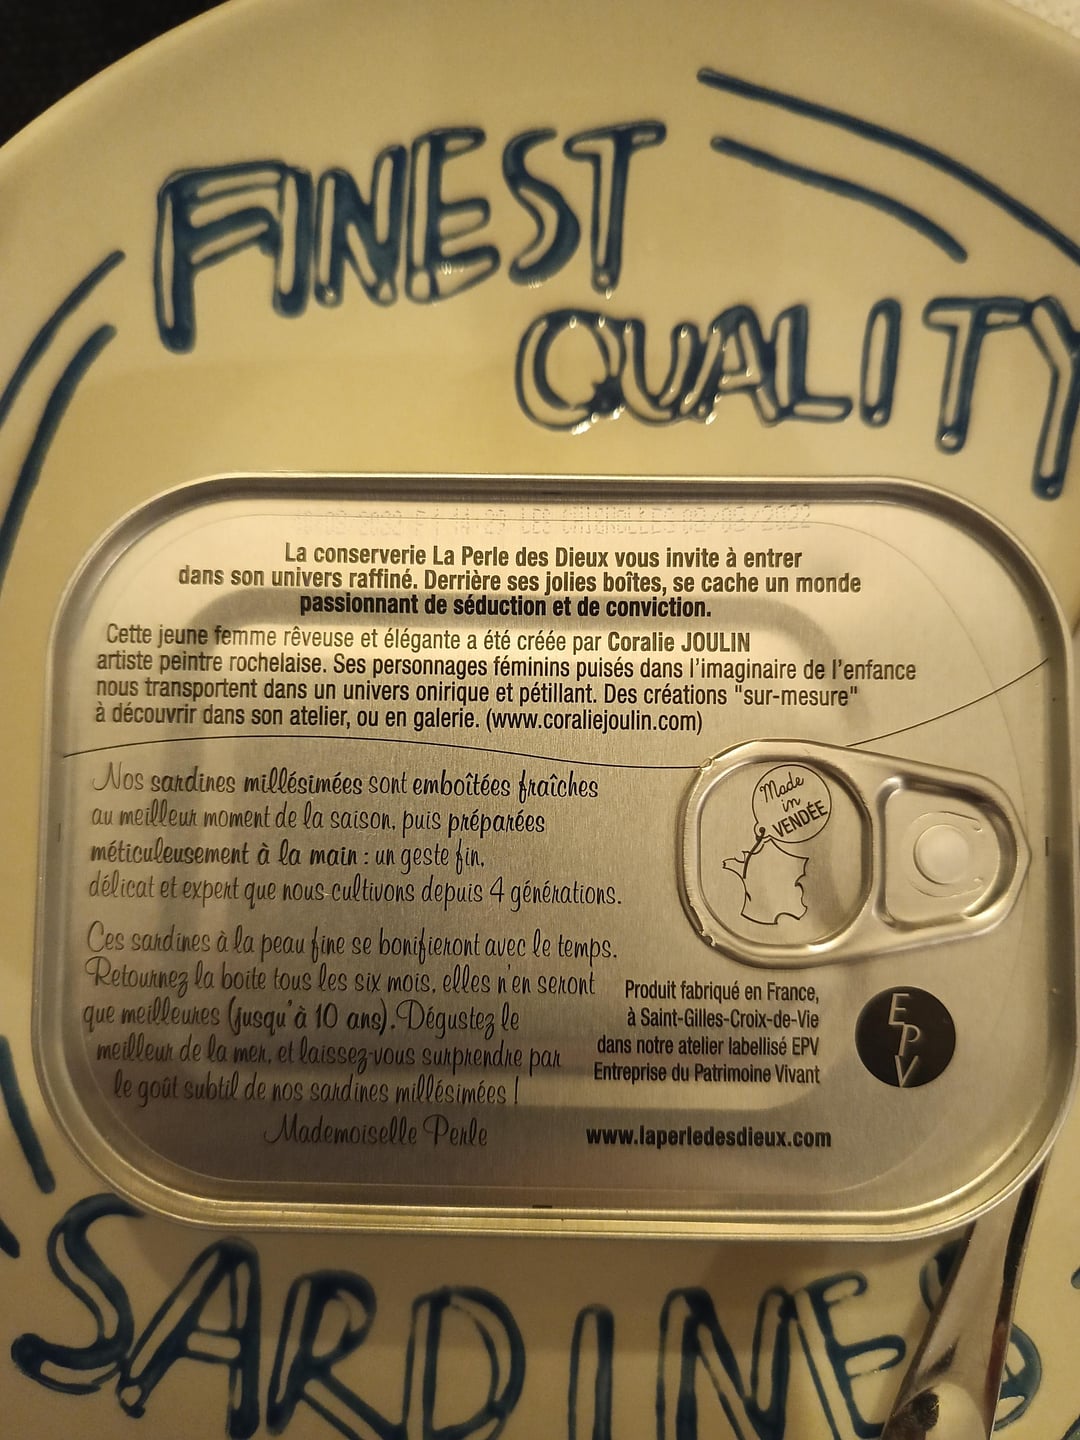 FINEST
QUALITY
La conserverie La Perle des Dieux vous invite à entrer
dans son univers raffiné. Derrière ses jolies boîtes, se cache un monde
passionnant de séduction et de conviction.
Cette jeune femme rêveuse et élégante a été créée par Coralie JOULIN
artiste peintre rochelaise. Ses personnages féminins puisés dans l'imaginaire de l'enfance
nous transportent dans un univers onirique et pétillant. Des créations "sur-mesure"
à découvrir dans son atelier, ou en galerie. (www.coraliejoulin.com)
Nos sardines millésimées sont emboîtées fraîches
au meilleur moment de la saison, puis préparées
méticuleusement à la main : un geste fin,
délicat et expert que nous cultivons depuis 4 générations.
Ces sardines à la peau fine se bonifieront avec le temps.
Retournez la boite tous les six mois, elles n'en seront
que meilleures (jusqu'à 10 ans). Dégustez le
meilleur de la mer, et laissez-vous surprendre par
le goût subtil de nos sardines millésimées !
Mademoiselle Perle
Made
in
VENDÉE
Produit fabriqué en France,
à Saint-Gilles-Croix-de-Vie
dans notre atelier labellisé EPV
Entreprise du Patrimoine Vivant
EPV
www.laperledesdieux.com
SARDINES